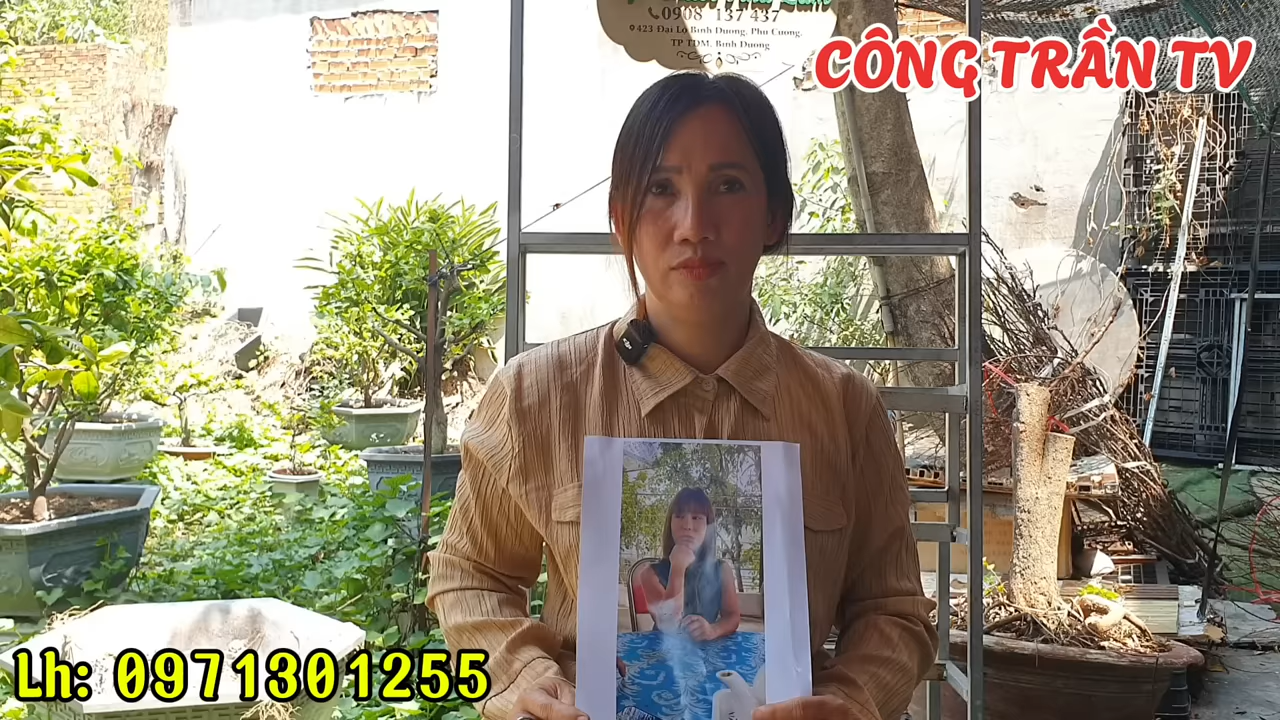 0908 137 437
423 Đại Lộ Bình Dương, Phú Cường,
TP TDM, Bình Dương
CÔNG TRẦN TV
Lh: 0971301255